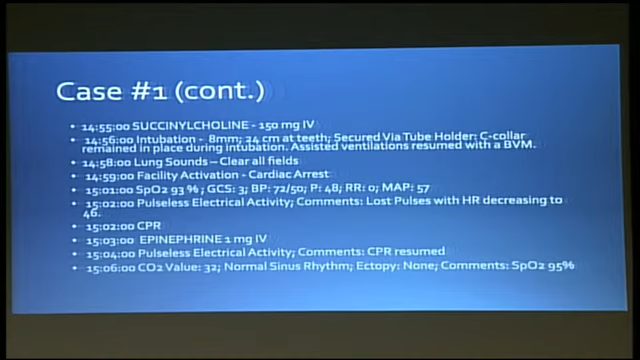 Case #1 (cont.)
• 14:55:00 SUCCINYLCHOLINE - 150 mg IV
• 14:56:00 Intubation - 8mm; 24 cm at teeth; Secured Via Tube Holder; C-collar
remained in place during intubation. Assisted ventilations resumed with a BVM.
• 14:58:00 Lung Sounds – Clear all fields
• 14:59:00 Facility Activation - Cardiac Arrest
• 15:01:00 SpO2 93 % ; GCS: 3; BP: 72/50; P: 48; RR: 0; MAP: 57
• 15:02:00 Pulseless Electrical Activity; Comments: Lost Pulses with HR decreasing to
46.
• 15:02:00 CPR
• 15:03:00 EPINEPHRINE 1 mg IV
• 15:04:00 Pulseless Electrical Activity; Comments: CPR resumed
• 15:06:00 CO2 Value: 32; Normal Sinus Rhythm; Ectopy: None; Comments: SpO2 95%